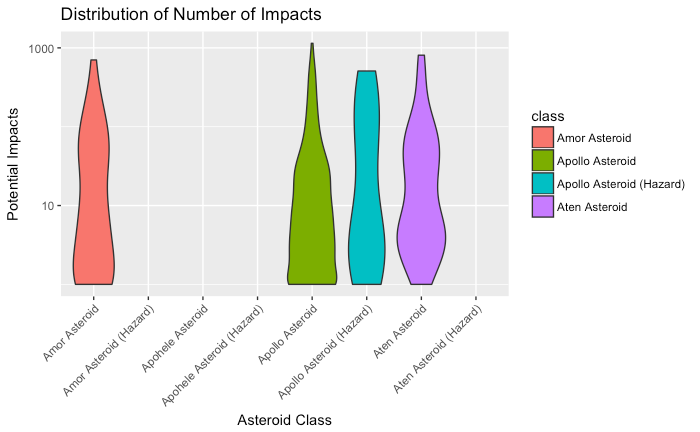 Distribution of Number of Impacts
1000
10
Potential Impacts
Amor Asteroid
Amor Asteroid (Hazard)
Apohele Asteroid
Apohele Asteroid (Hazard)
Apollo Asteroid
Apollo Asteroid (Hazard)
Aten Asteroid
Aten Asteroid (Hazard)
Asteroid Class
class
Amor Asteroid
Apollo Asteroid
Apollo Asteroid (Hazard)
Aten Asteroid